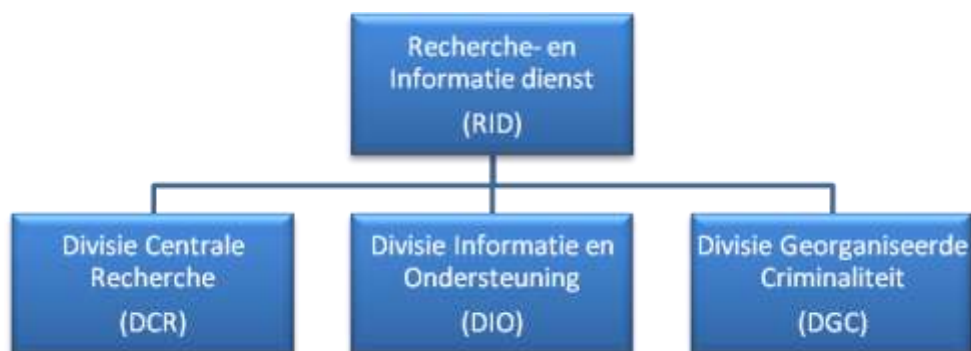 Recherche- en
Informatie dienst
(RID)
Divisie Centrale
Recherche
(DCR)
Divisie Informatie en
Ondersteuning
(DIO)
Divisie Georganiseerde
Criminaliteit
(DGC)